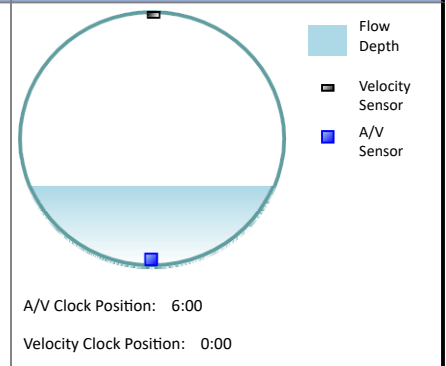 Flow
Depth
Velocity
Sensor
A/V
Sensor
A/V Clock Position: 6:00
Velocity Clock Position: 0:00